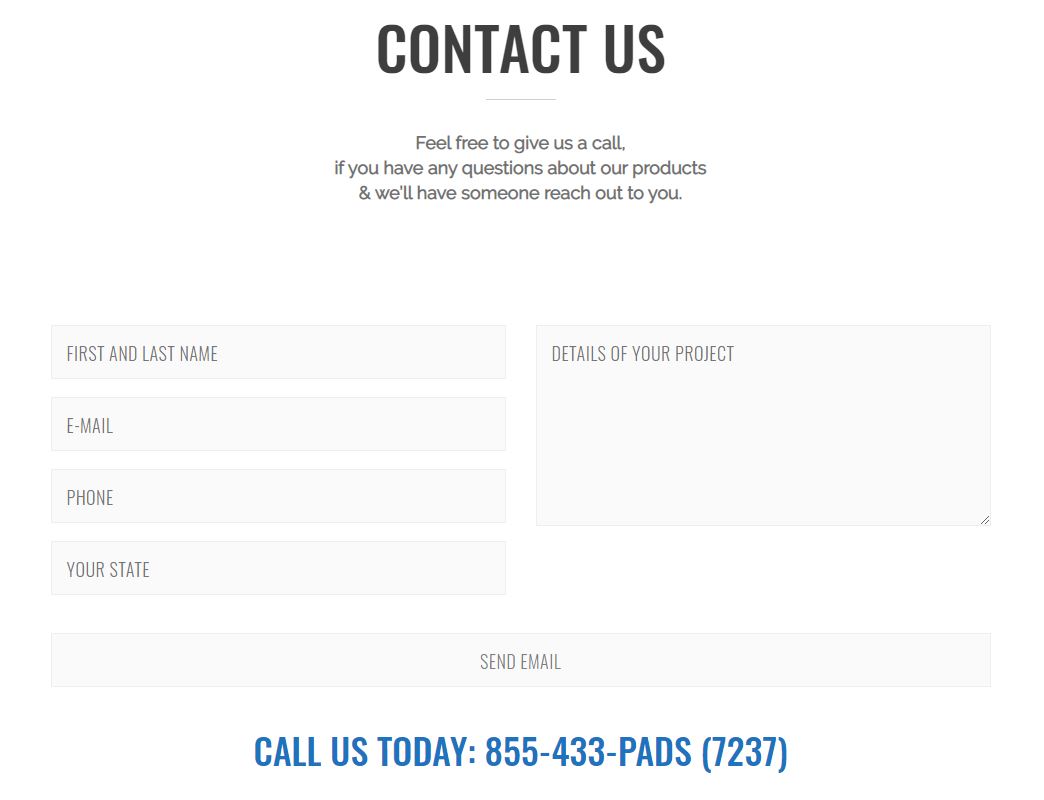 CONTACT US
Feel free to give us a call,
if you have any questions about our products
& we'll have someone reach out to you.
FIRST AND LAST NAME
E-MAIL
PHONE
YOUR STATE
DETAILS OF YOUR PROJECT
SEND EMAIL
CALL US TODAY: 855-433-PADS (7237)